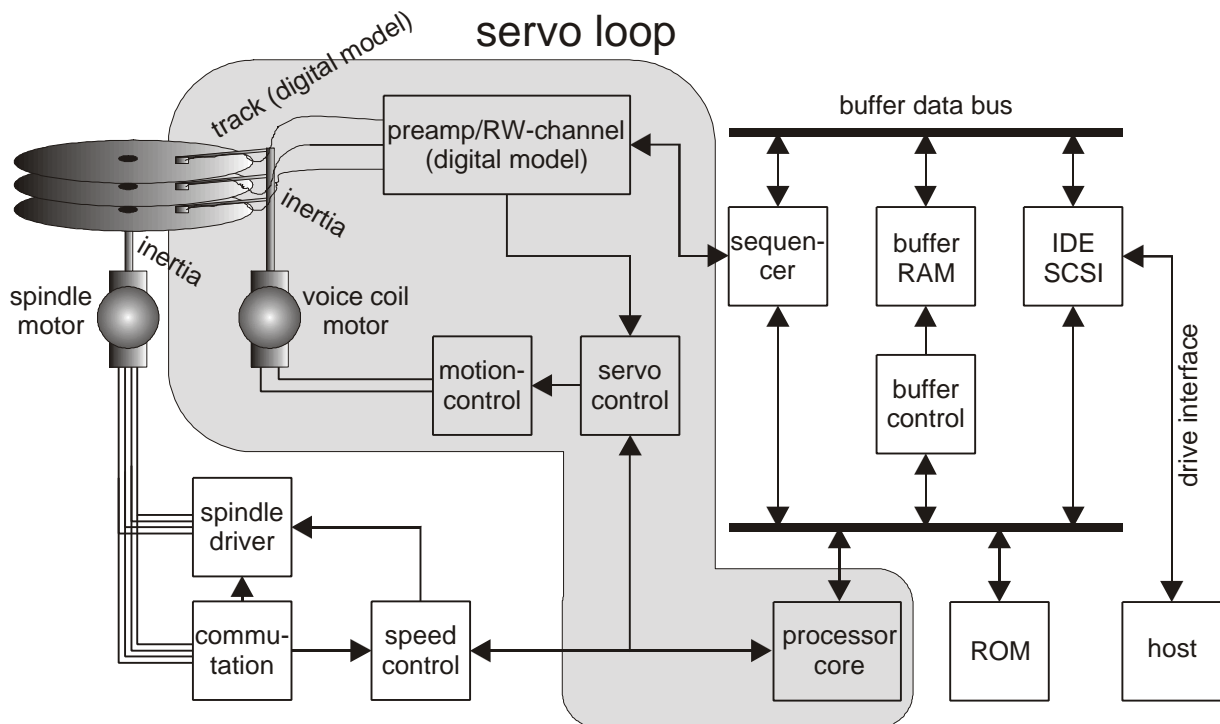 servo loop
track (digital model)
buffer data bus
preamp/RW-channel
(digital model)
inertia
inertia
sequen-
cer
buffer
RAM
IDE
SCSI
spindle
motor
voice coil
motor
motion-
control
servo
control
buffer
control
drive interface
spindle
driver
commu-
tation
speed
control
processor
core
ROM
host